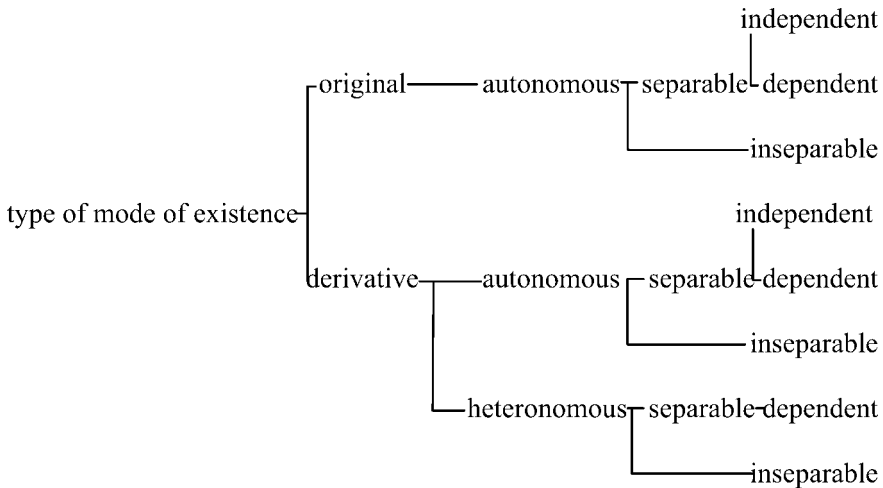 independent
original autonomous separable dependent
inseparable
type of mode of existence
independent
derivative autonomous separable dependent
inseparable
heteronomous separable dependent
inseparable